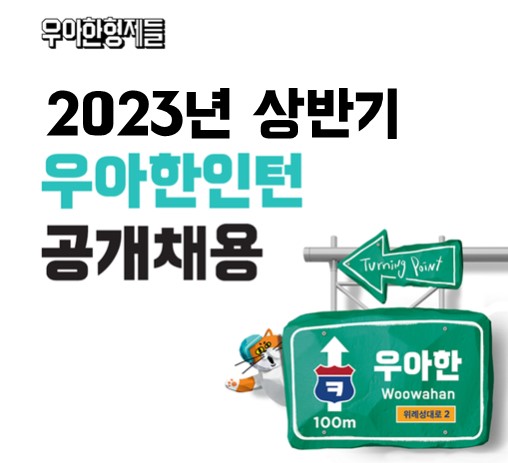 우아한형제들
2023년 상반기
우아한인턴
공개채용
Turning Point
우아한
ㅋ
Woowahan
위례성대로 2
100m